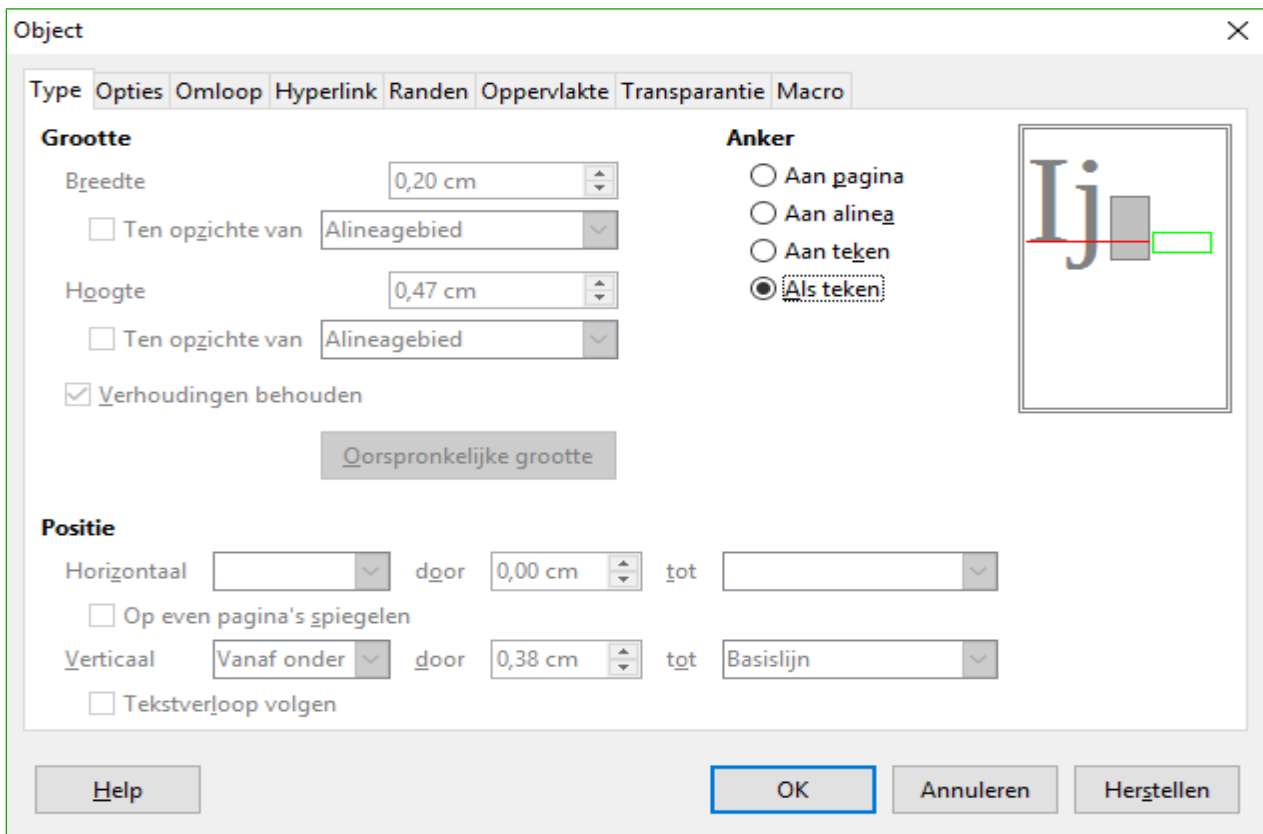 Object
Type Opties Omloop Hyperlink Randen Oppervlakte Transparantie Macro
Grootte
Breedte 0,20 cm
Ten opzichte van Alineagebied
Hoogte 0,47 cm
Ten opzichte van Alineagebied
Verhoudingen behouden
Oorspronkelijke grootte
Anker
Aan pagina
Aan alinea
Aan teken
Als teken
Ij
Positie
Horizontaal door 0,00 cm tot
Op even pagina's spiegelen
Verticaal Vanaf onder door 0,38 cm tot Basislijn
Tekstverloop volgen
Help OK Annuleren Herstellen